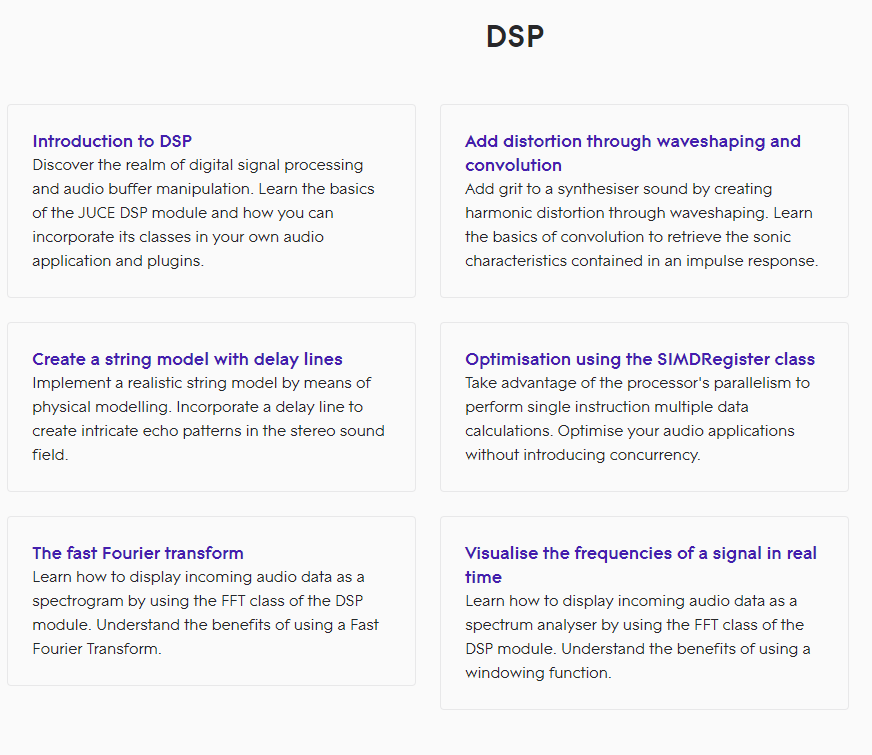 DSP
Introduction to DSP
Discover the realm of digital signal processing
and audio buffer manipulation. Learn the basics
of the JUCE DSP module and how you can
incorporate its classes in your own audio
application and plugins.
Add distortion through waveshaping and
convolution
Add grit to a synthesiser sound by creating
harmonic distortion through waveshaping. Learn
the basics of convolution to retrieve the sonic
characteristics contained in an impulse response.
Create a string model with delay lines
Implement a realistic string model by means of
physical modelling. Incorporate a delay line to
create intricate echo patterns in the stereo sound
field.
Optimisation using the SIMDRegister class
Take advantage of the processor's parallelism to
perform single instruction multiple data
calculations. Optimise your audio applications
without introducing concurrency.
The fast Fourier transform
Learn how to display incoming audio data as a
spectrogram by using the FFT class of the DSP
module. Understand the benefits of using a Fast
Fourier Transform.
Visualise the frequencies of a signal in real
time
Learn how to display incoming audio data as a
spectrum analyser by using the FFT class of the
DSP module. Understand the benefits of using a
windowing function.